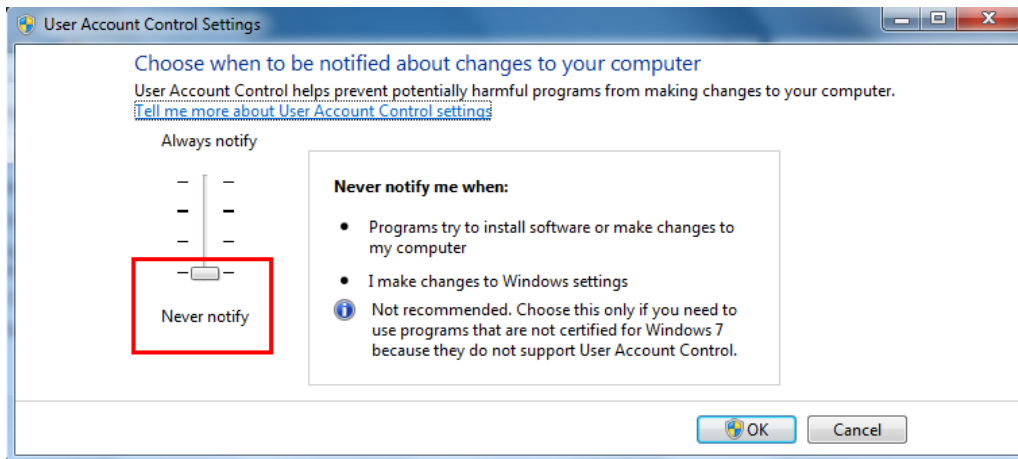 User Account Control Settings
Choose when to be notified about changes to your computer
User Account Control helps prevent potentially harmful programs from making changes to your computer.
Tell me more about User Account Control settings
Always notify
Never notify me when:
• Programs try to install software or make changes to
my computer
• I make changes to Windows settings
Never notify
Not recommended. Choose this only if you need to
use programs that are not certified for Windows 7
because they do not support User Account Control.
OK
Cancel